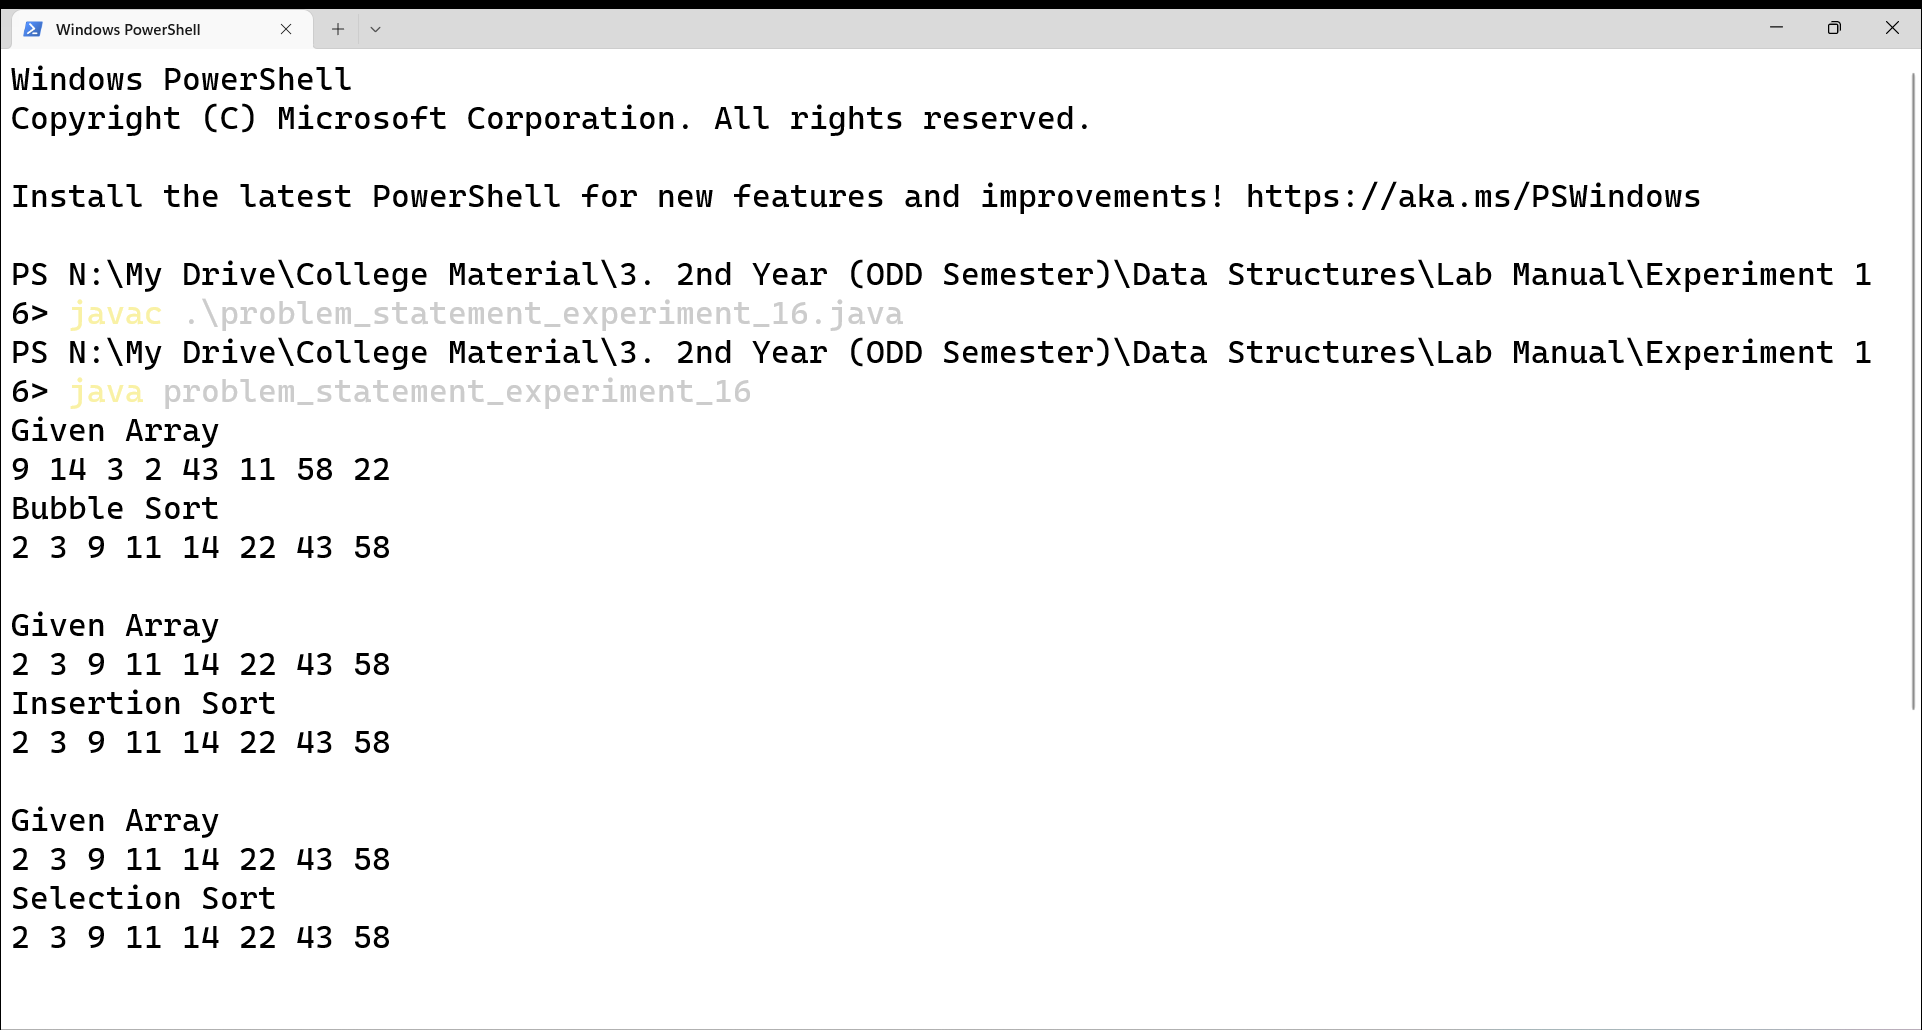 Windows PowerShell
Windows PowerShell
Copyright (C) Microsoft Corporation. All rights reserved.
Install the latest PowerShell for new features and improvements! https://aka.ms/PSWindows
PS N:\My Drive\College Material\3. 2nd Year (ODD Semester)\Data Structures\Lab Manual\Experiment 1
6> javac .\problem_statement_experiment_16.java
PS N:\My Drive\College Material\3. 2nd Year (ODD Semester)\Data Structures\Lab Manual\Experiment 1
6> java problem_statement_experiment_16
Given Array
9 14 3 2 43 11 58 22
Bubble Sort
2 3 9 11 14 22 43 58
Given Array
2 3 9 11 14 22 43 58
Insertion Sort
2 3 9 11 14 22 43 58
Given Array
2 3 9 11 14 22 43 58
Selection Sort
2 3 9 11 14 22 43 58